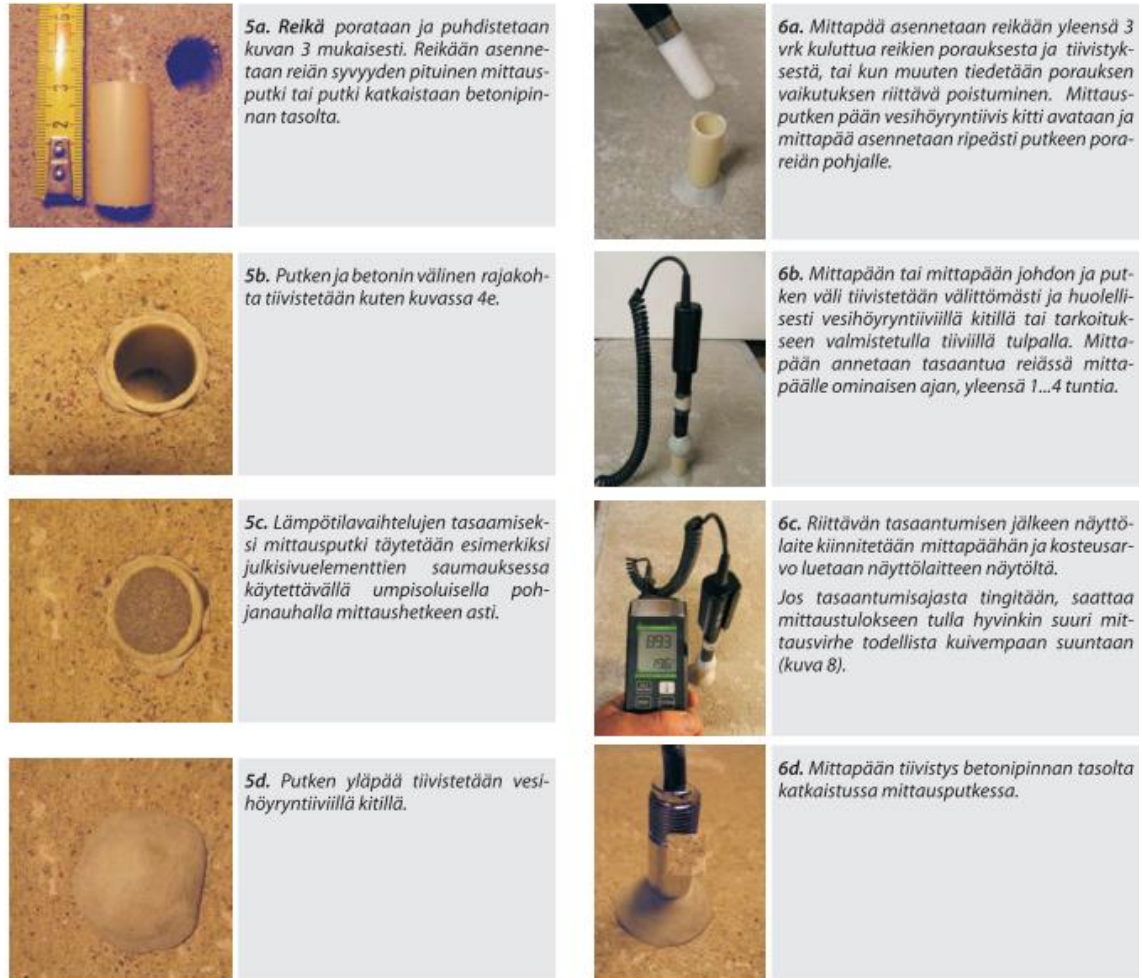 5a. Reikä porataan ja puhdistetaan
kuvan 3 mukaisesti. Reikään asenne-
taan reiän syvyyden pituinen mittaus-
putki tai putki katkaistaan betonipin-
nan tasolta.
5b. Putken ja betonin välinen rajakoh-
ta tiivistetään kuten kuvassa 4e.
5c. Lämpötilavaihtelujen tasaamisek-
si mittausputki täytetään esimerkiksi
julkisivuelementtien saumauksessa
käytettävällä umpisoluisella poh-
janauhalla mittaushetkeen asti.
5d. Putken yläpää tiivistetään vesi-
höyryntiiviillä kitillä.
6a. Mittapää asennetaan reikään yleensä 3
vrk kuluttua reikien porauksesta ja tiivistyk-
sestä, tai kun muuten tiedetään porauksen
vaikutuksen riittävä poistuminen. Mittaus-
putken pään vesihöyryntiivis kitti avataan ja
mittapää asennetaan ripeästi putkeen pora-
reiän pohjalle.
6b. Mittapään tai mittapään johdon ja put-
ken väli tiivistetään välittömästi ja huolelli-
sesti vesihöyryntiiviillä kitillä tai tarkoituk-
seen valmistetulla tiiviillä tulpalla. Mitta-
pään annetaan tasaantua reiässä mitta-
päälle ominaisen ajan, yleensä 1...4 tuntia.
6c. Riittävän tasaantumisen jälkeen näyttö-
laite kiinnitetään mittapäähän ja kosteusar-
vo luetaan näyttölaitteen näytöltä.
Jos tasaantumisajasta tingitään, saattaa
mittaustulokseen tulla hyvinkin suuri mit-
tausvirhe todellista kuivempaan suuntaan
(kuva 8).
6d. Mittapään tiivistys betonipinnan tasolta
katkaistussa mittausputkessa.
2
3
893
19.6